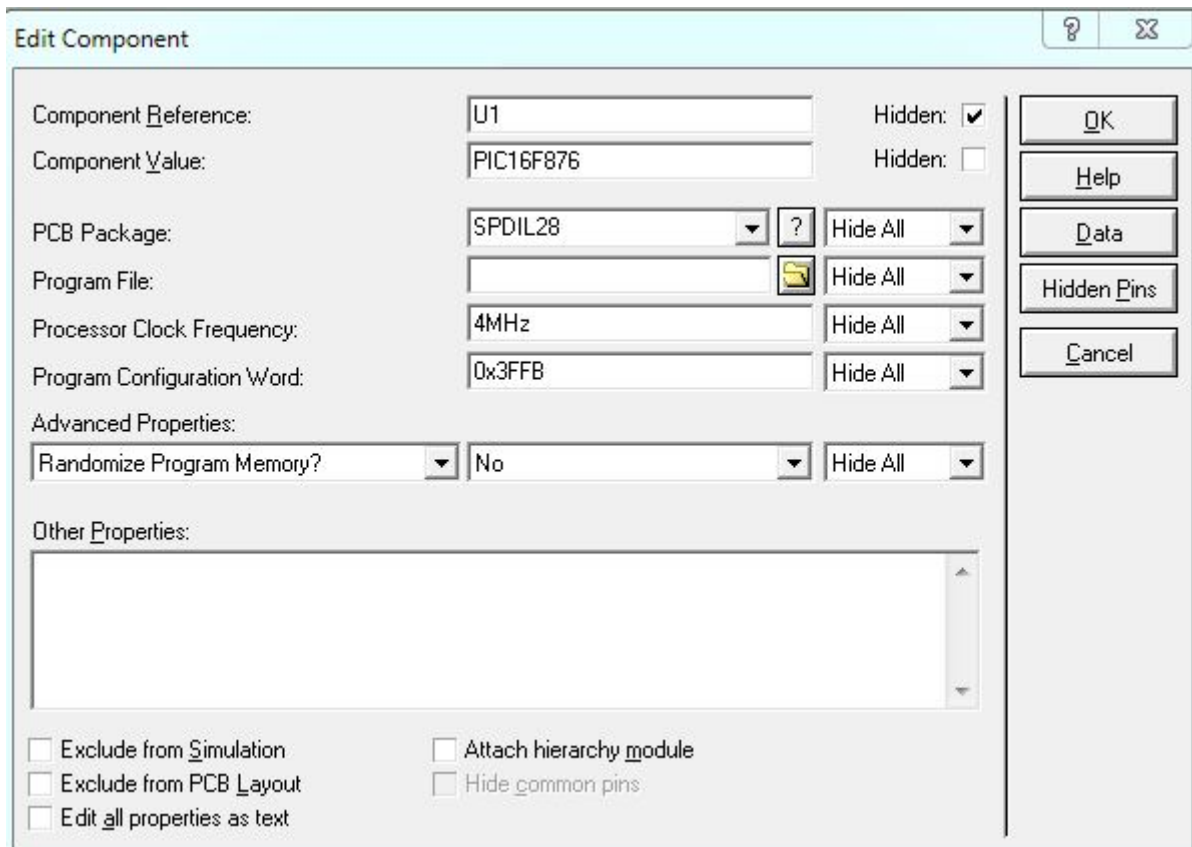 Edit Component
Component Reference: U1 Hidden:
Component Value: PIC16F876 Hidden:
PCB Package: SPDIL28 ? Hide All
Program File: Hide All
Processor Clock Frequency: 4MHz Hide All
Program Configuration Word: 0x3FFB Hide All
Advanced Properties:
Randomize Program Memory? No Hide All
Other Properties:
Exclude from Simulation Attach hierarchy module
Exclude from PCB Layout Hide common pins
Edit all properties as text
OK
Help
Data
Hidden Pins
Cancel